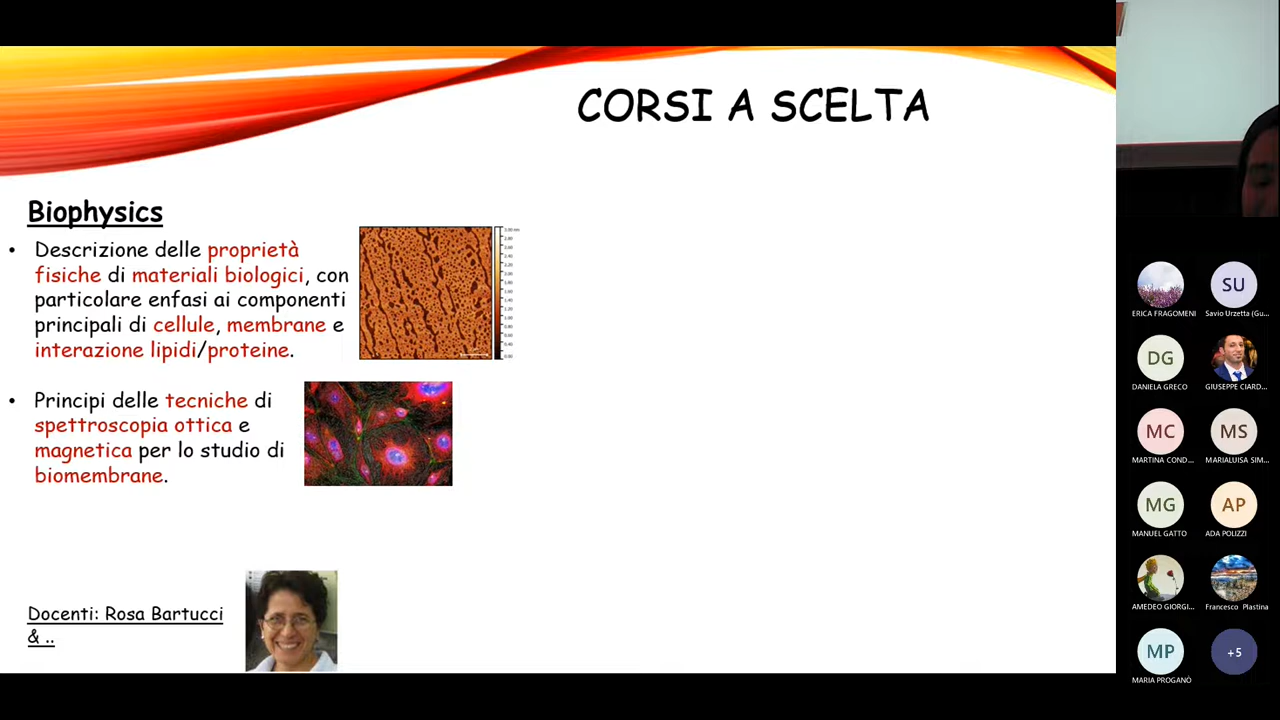 CORSI A SCELTA
Biophysics
• Descrizione delle proprietà
fisiche di materiali biologici, con
particolare enfasi ai componenti
principali di cellule, membrane e
interazione lipidi/proteine.
• Principi delle tecniche di
spettroscopia ottica e
magnetica per lo studio di
biomembrane.
Docenti: Rosa Bartucci
& ..
ERICA FRAGOMENI
SU
Savio Urzetta (Gu...
DG
DANIELA GRECO
GIUSEPPE CIARD...
MC
MARTINA COND...
MS
MARIALUISA SIM...
MG
MANUEL GATTO
AP
ADA POLIZZI
AMEDEO GIORGI...
Francesco Plastina
MP
MARIA PROGANÒ
+5